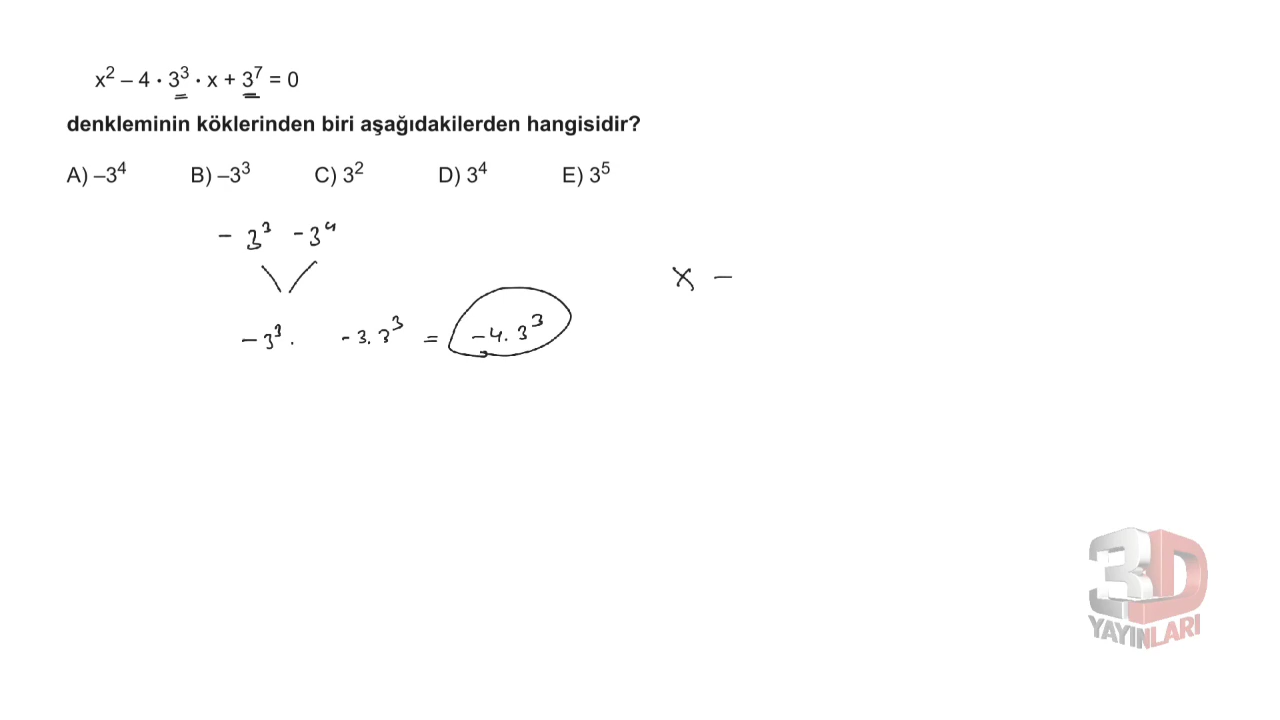 x² – 4 · 3³ · x + 3⁷ = 0
denkleminin köklerinden biri aşağıdakilerden hangisidir?
A) –3⁴ B) –3³ C) 3² D) 3⁴ E) 3⁵
- 3³ -3⁴
x -
-3³. -3.3³ = -4.3³
3D
YAYINLARI